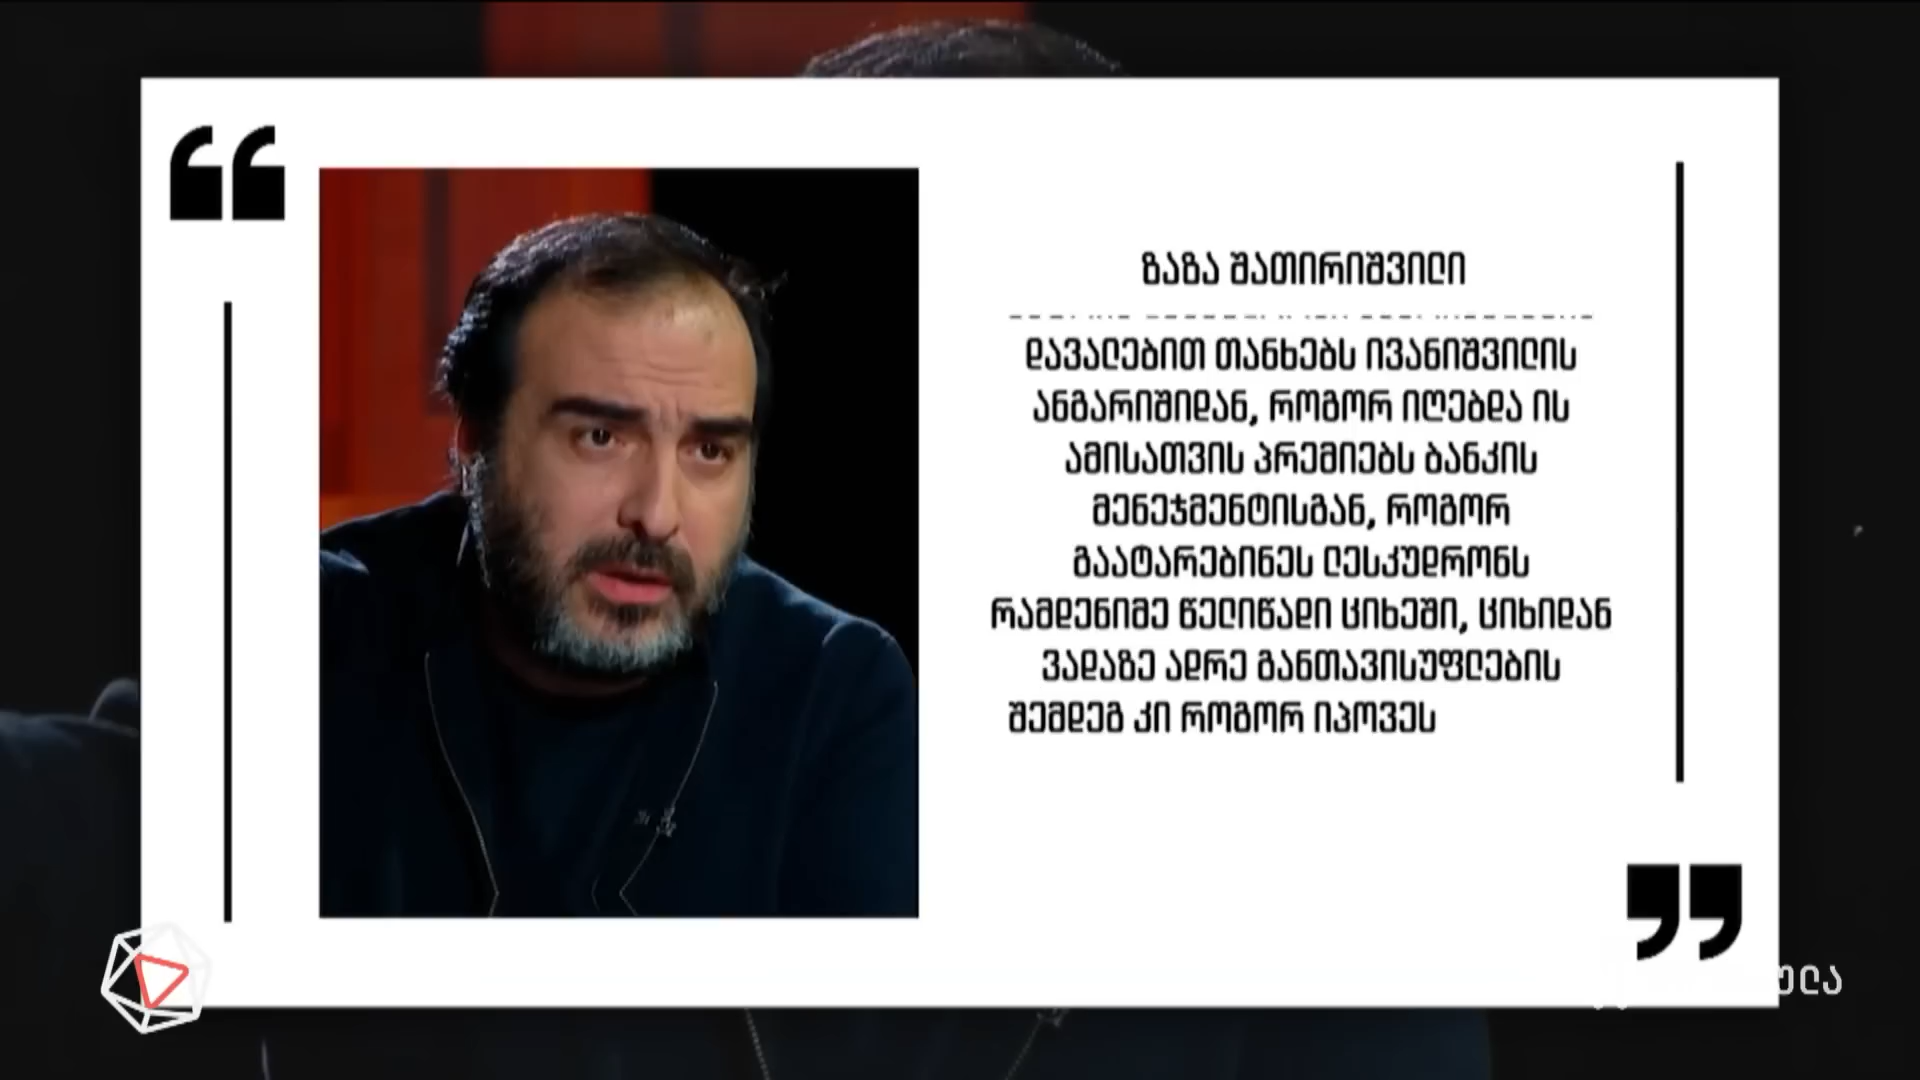 ზაზა შათირიშვილი
დავალებით თანხებს ივანიშვილის
ანგარიშიდან, როგორ იღებდა ის
ამისათვის პრემიებს ბანკის
მენეჯმენტისგან, როგორ
გაატარებინეს ლესკუდრონს
რამდენიმე წელიწადი ციხეში, ციხიდან
ვადაზე ადრე განთავისუფლების
შემდეგ კი როგორ იპოვეს